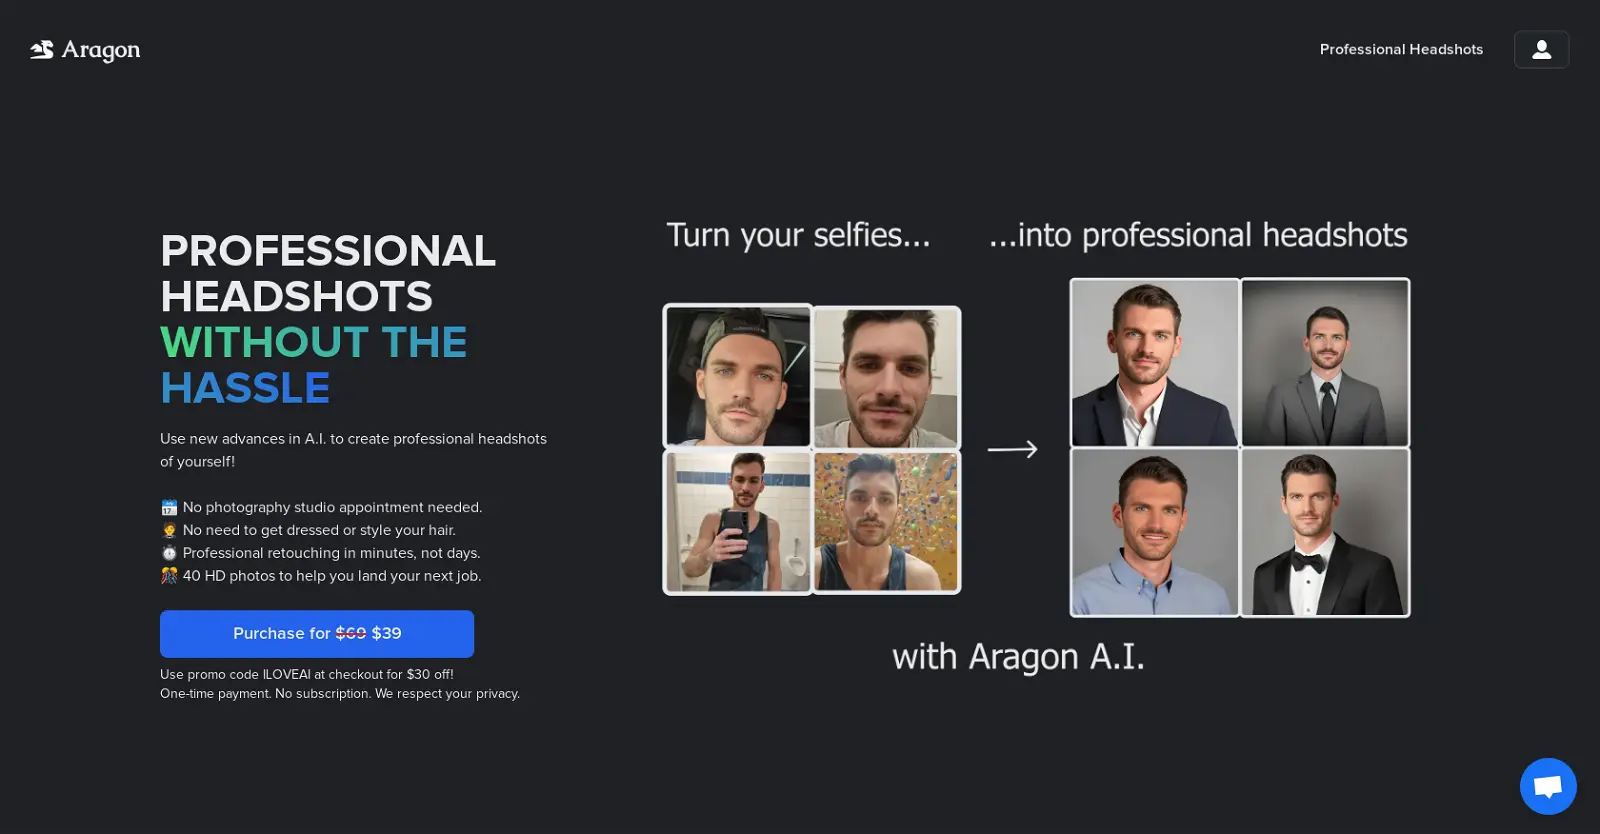 Aragon
Professional Headshots
PROFESSIONAL
HEADSHOTS
WITHOUT THE
HASSLE
Use new advances in A.I. to create professional headshots
of yourself!
No photography studio appointment needed.
No need to get dressed or style your hair.
Professional retouching in minutes, not days.
40 HD photos to help you land your next job.
Purchase for $69 $39
Use promo code ILOVEAI at checkout for $30 off!
One-time payment. No subscription. We respect your privacy.
Turn your selfies...
...into professional headshots
with Aragon A.I.